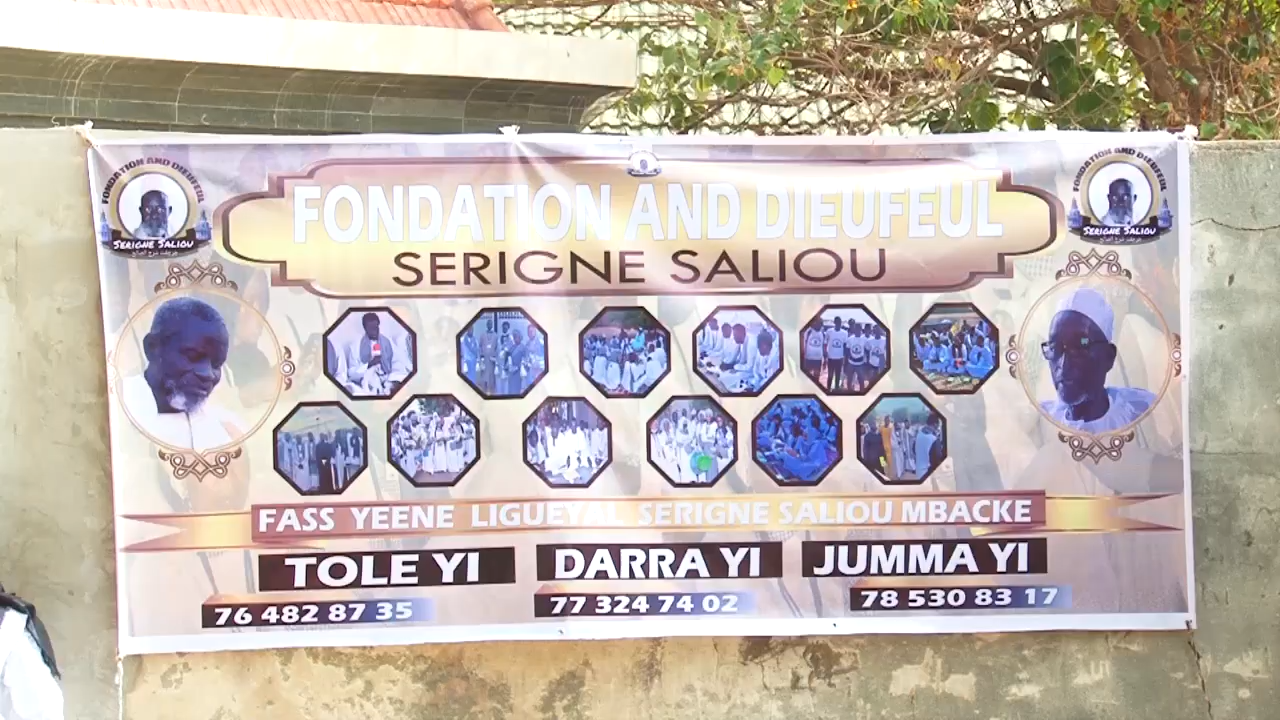 FONDATION AND DIEUFEUL
SERIGNE SALIOU
FONDATION AND DIEUFEUL
SERIGNE SALIOU
FONDATION AND DIEUFEUL
SERIGNE SALIOU
FASS YEENE LIGUEYAL SERIGNE SALIOU MBACKE
TOLE YI DARRA YI JUMMA YI
76 482 87 35 77 324 74 02 78 530 83 17